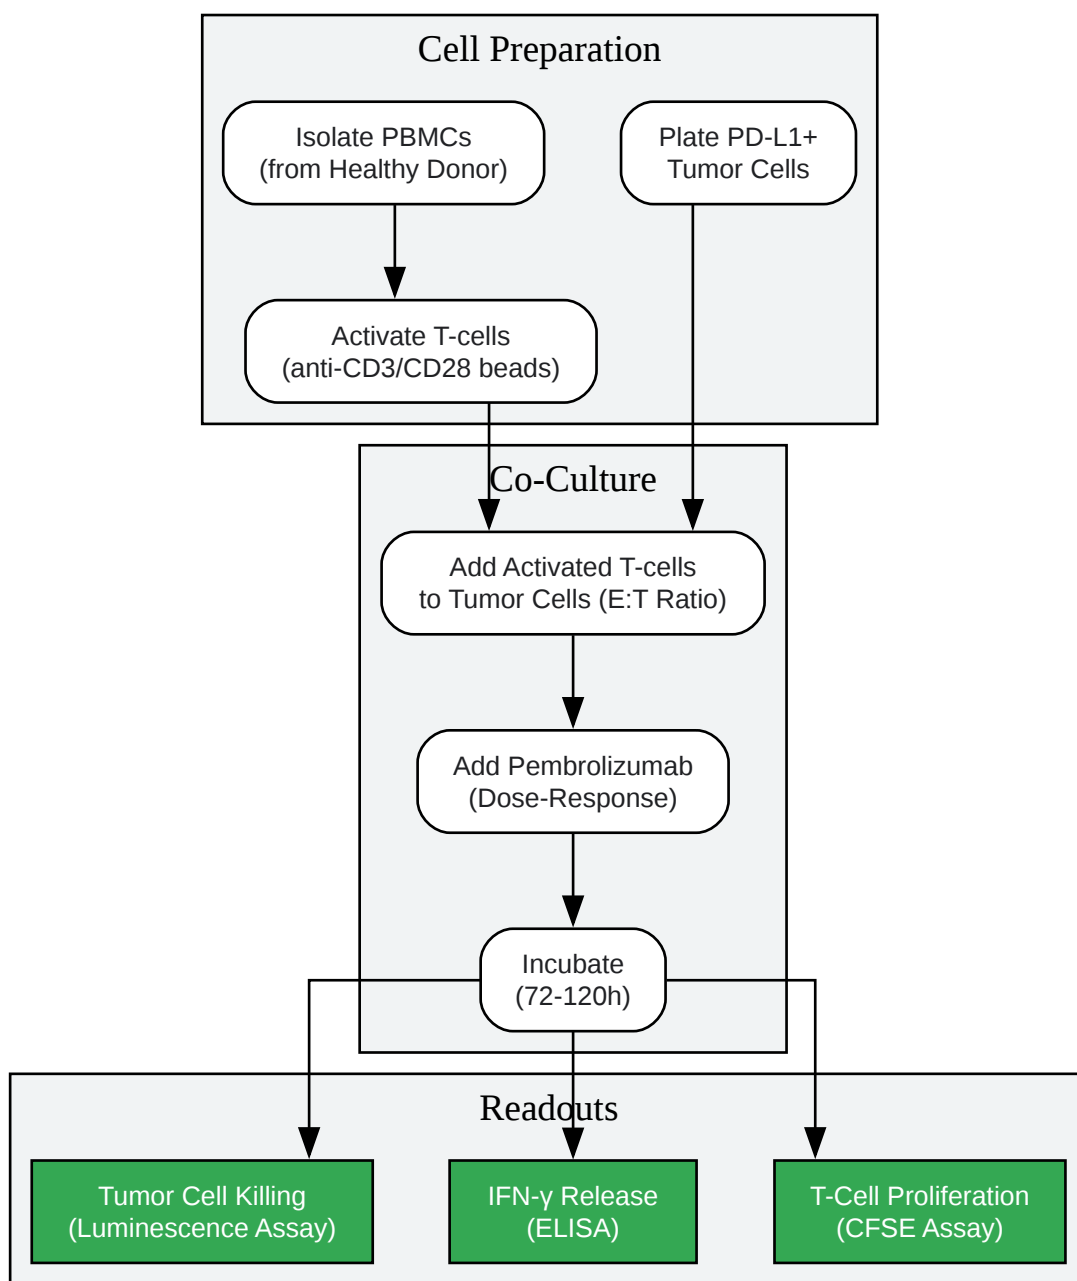 Cell Preparation
Isolate PBMCs
(from Healthy Donor)
Plate PD-L1+
Tumor Cells
Activate T-cells
(anti-CD3/CD28 beads)
Co-Culture
Add Activated T-cells
to Tumor Cells (E:T Ratio)
Add Pembrolizumab
(Dose-Response)
Incubate
(72-120h)
Readouts
Tumor Cell Killing
(Luminescence Assay)
IFN-γ Release
(ELISA)
T-Cell Proliferation
(CFSE Assay)